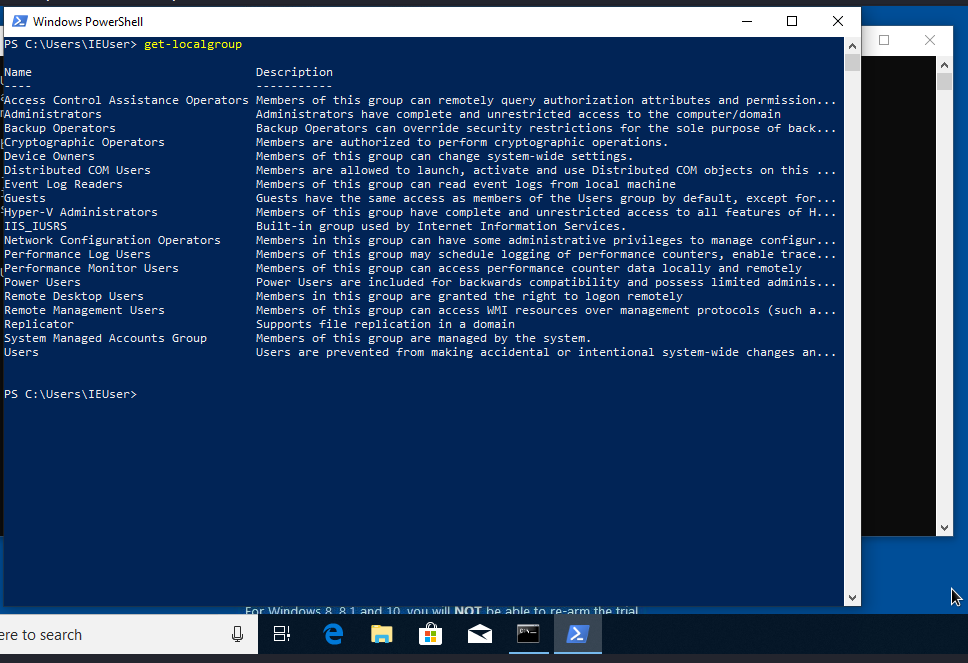 Windows PowerShell
PS C:\Users\IEUser> get-localgroup
Name Description
---- -----------
Access Control Assistance Operators Members of this group can remotely query authorization attributes and permission...
Administrators Administrators have complete and unrestricted access to the computer/domain
Backup Operators Backup Operators can override security restrictions for the sole purpose of back...
Cryptographic Operators Members are authorized to perform cryptographic operations.
Device Owners Members of this group can change system-wide settings.
Distributed COM Users Members are allowed to launch, activate and use Distributed COM objects on this ...
Event Log Readers Members of this group can read event logs from local machine
Guests Guests have the same access as members of the Users group by default, except for...
Hyper-V Administrators Members of this group have complete and unrestricted access to all features of H...
IIS_IUSRS Built-in group used by Internet Information Services.
Network Configuration Operators Members in this group can have some administrative privileges to manage configur...
Performance Log Users Members of this group may schedule logging of performance counters, enable trace...
Performance Monitor Users Members of this group can access performance counter data locally and remotely
Power Users Power Users are included for backwards compatibility and possess limited adminis...
Remote Desktop Users Members in this group are granted the right to logon remotely
Remote Management Users Members of this group can access WMI resources over management protocols (such a...
Replicator Supports file replication in a domain
System Managed Accounts Group Members of this group are managed by the system.
Users Users are prevented from making accidental or intentional system-wide changes an...
PS C:\Users\IEUser>
For Windows 8, 8.1 and 10, you will NOT be able to re-arm the trial
ere to search